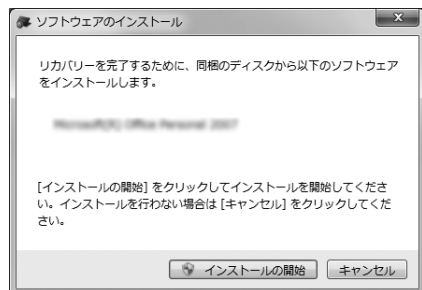 ソフトウェアのインストール
リカバリーを完了するために、同梱のディスクから以下のソフトウェア
をインストールします。
Microsoft(R) Office Personal 2007
[インストールの開始] をクリックしてインストールを開始してくださ
い。インストールを行わない場合は [キャンセル] をクリックしてくだ
さい。
インストールの開始
キャンセル